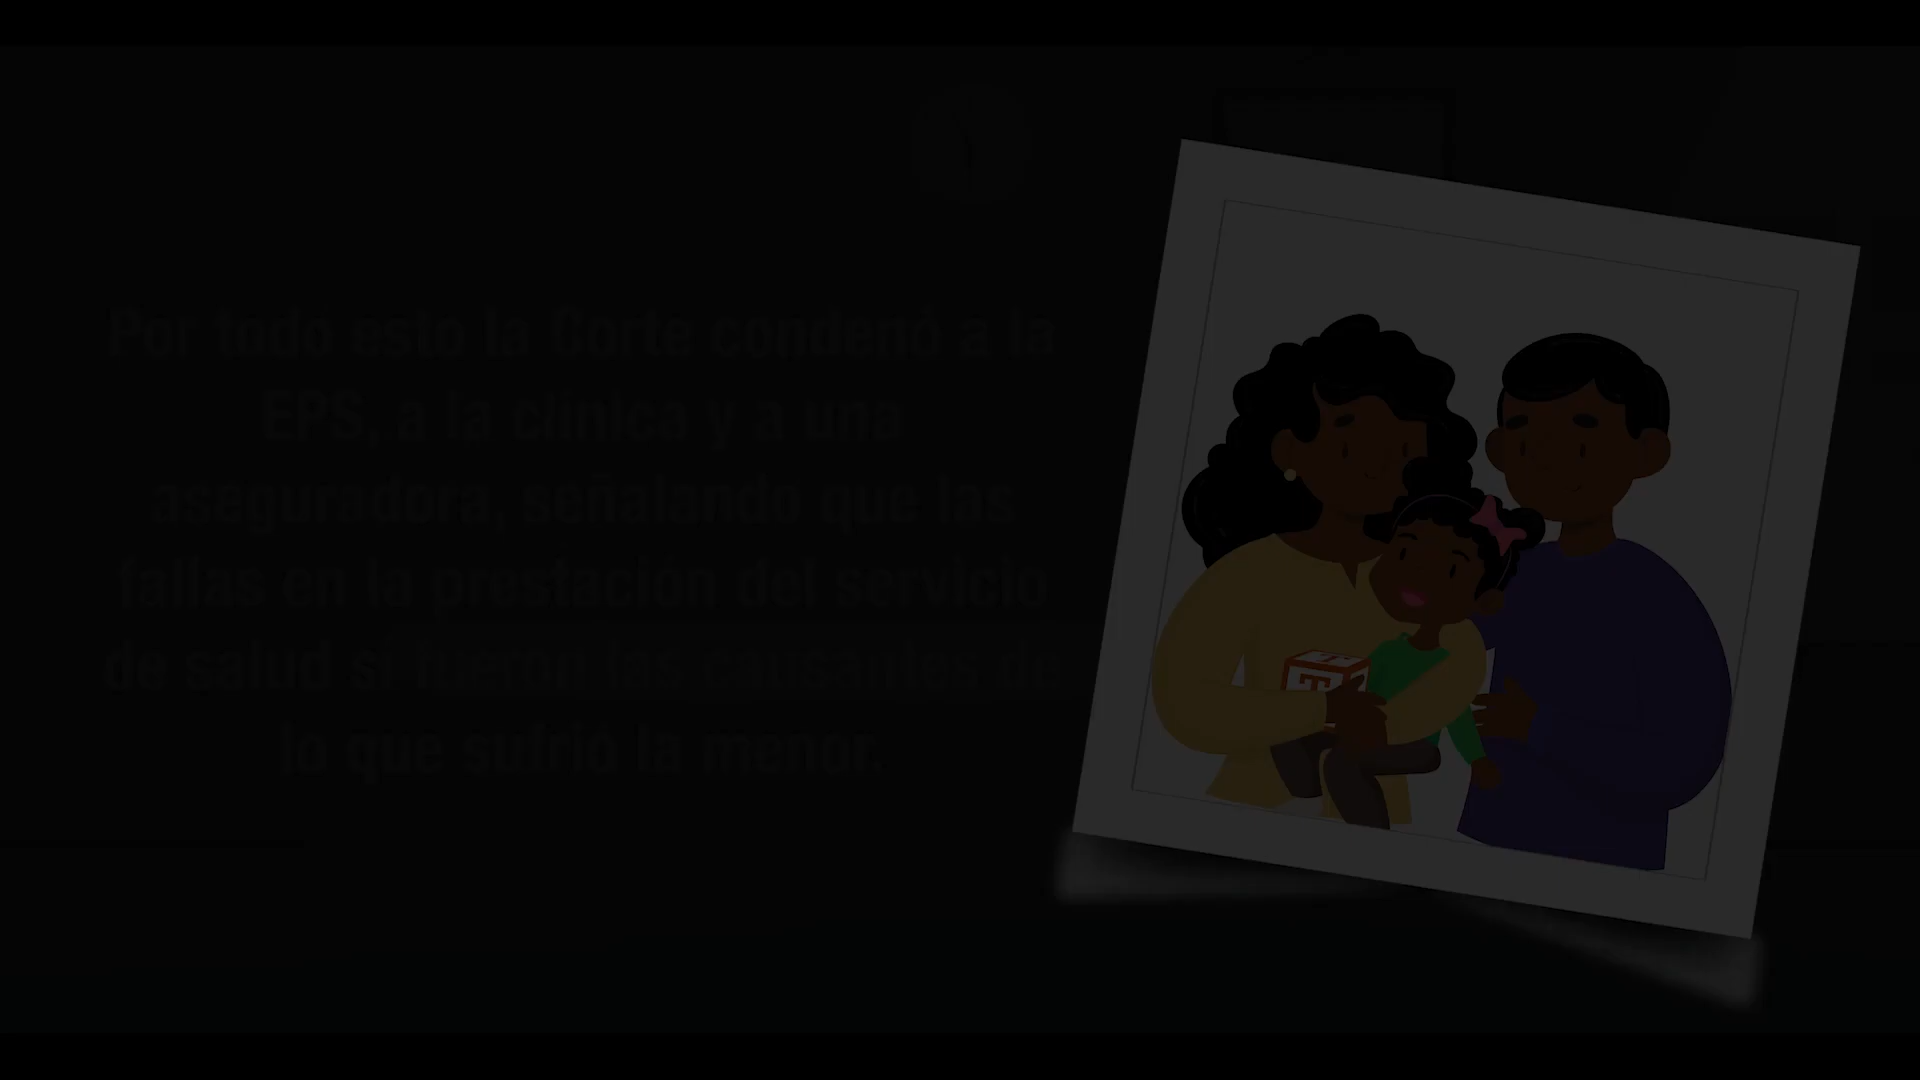 Por todo esto la Corte condenó a la
EPS, a la clínica y a una
aseguradora, señalando que las
fallas en la prestación del servicio
de salud sí fueron las causantes de
lo que sufrió la menor.
T
T